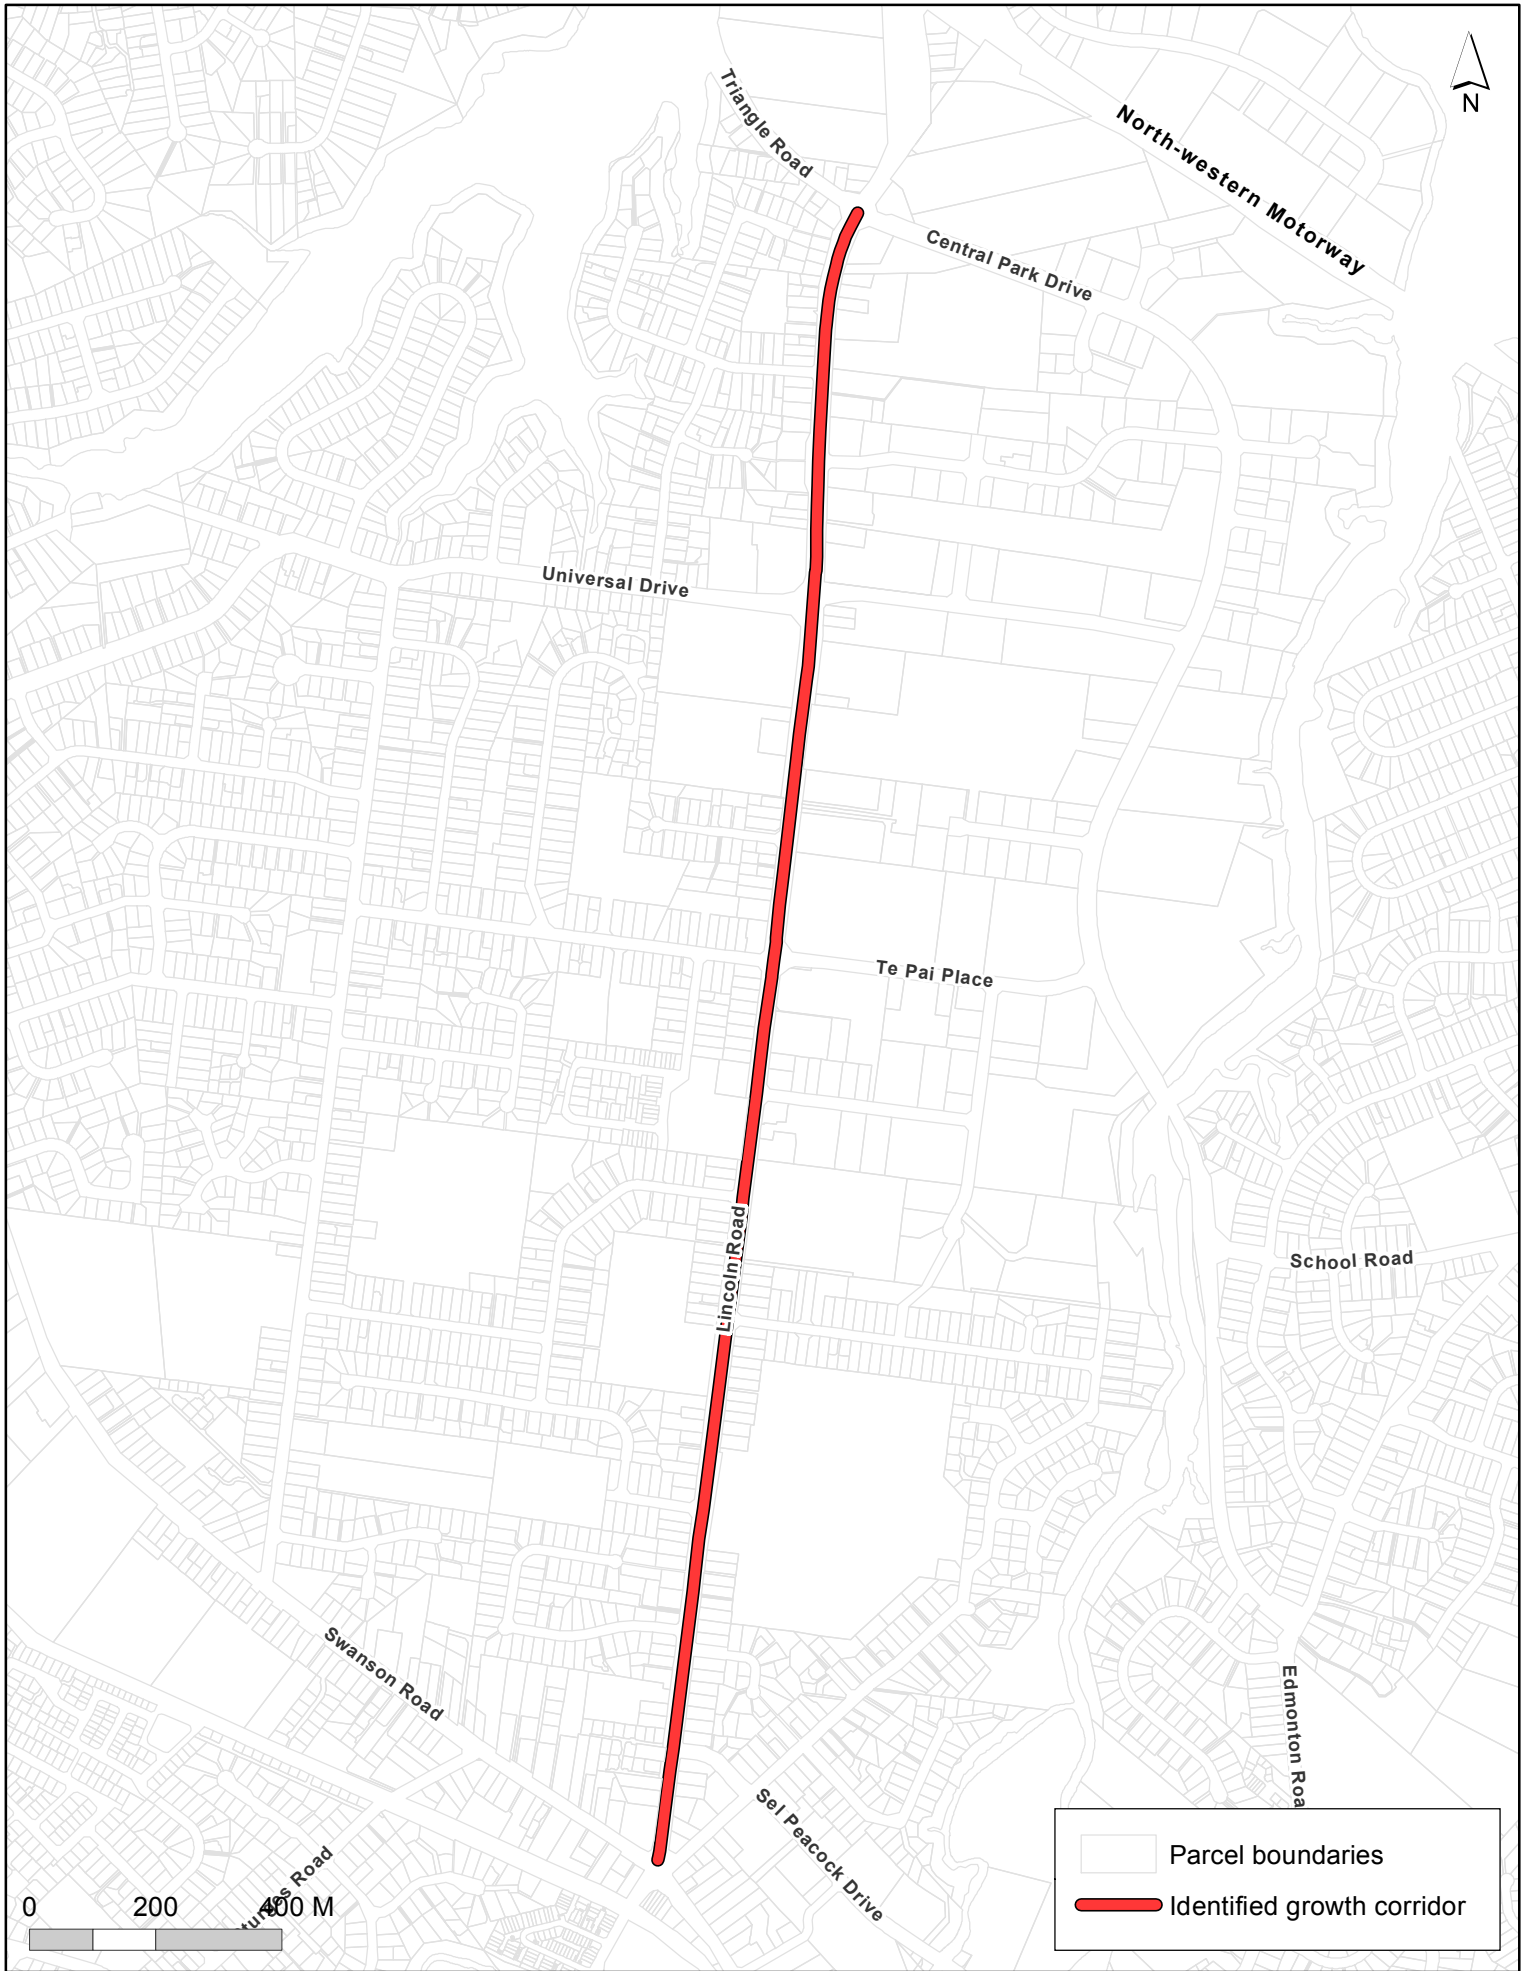 N
Triangle Road
North-western Motorway
Central Park Drive
Universal Drive
Te Pai Place
Lincoln Road
School Road
Swanson Road
Edmonton Roa
Sel Peacock Drive
Road
0 200 400 M
Parcel boundaries
Identified growth corridor